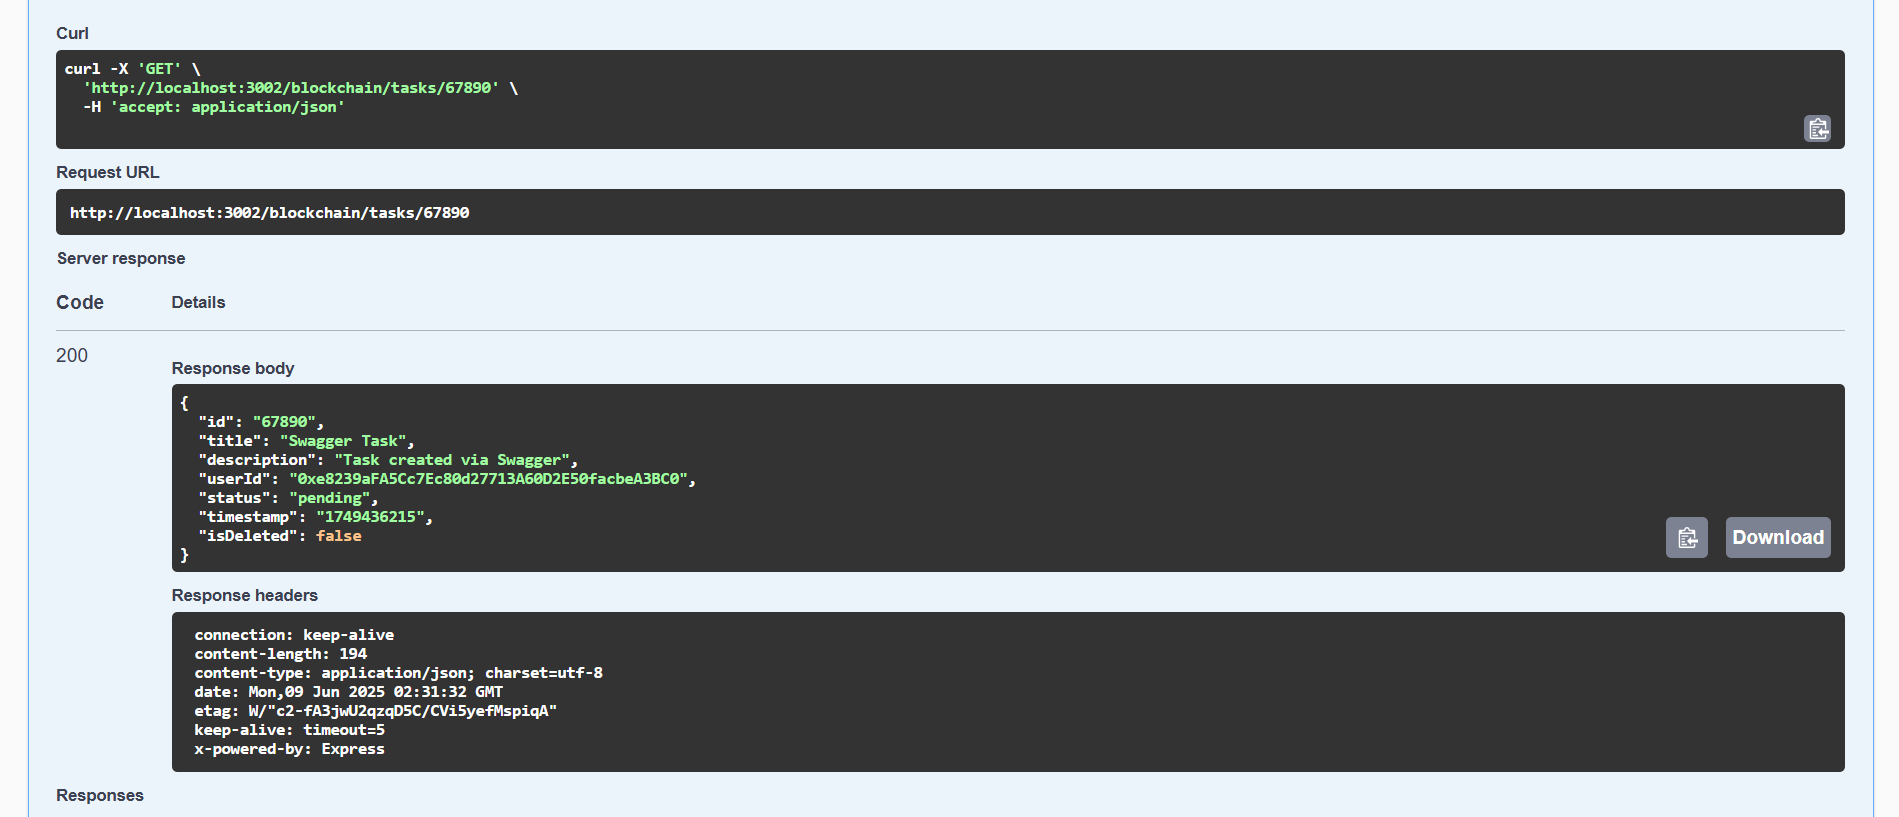 Curl
curl -X 'GET' \
  'http://localhost:3002/blockchain/tasks/67890' \
  -H 'accept: application/json'
Request URL
http://localhost:3002/blockchain/tasks/67890
Server response
Code Details
200
Response body
{
  "id": "67890",
  "title": "Swagger Task",
  "description": "Task created via Swagger",
  "userId": "0xe8239aFA5Cc7Ec80d27713A60D2E50facbeA3BC0",
  "status": "pending",
  "timestamp": "1749436215",
  "isDeleted": false
}
Download
Response headers
connection: keep-alive
content-length: 194
content-type: application/json; charset=utf-8
date: Mon,09 Jun 2025 02:31:32 GMT
etag: W/"c2-fA3jwU2qzqD5C/CVi5yefMspiqA"
keep-alive: timeout=5
x-powered-by: Express
Responses